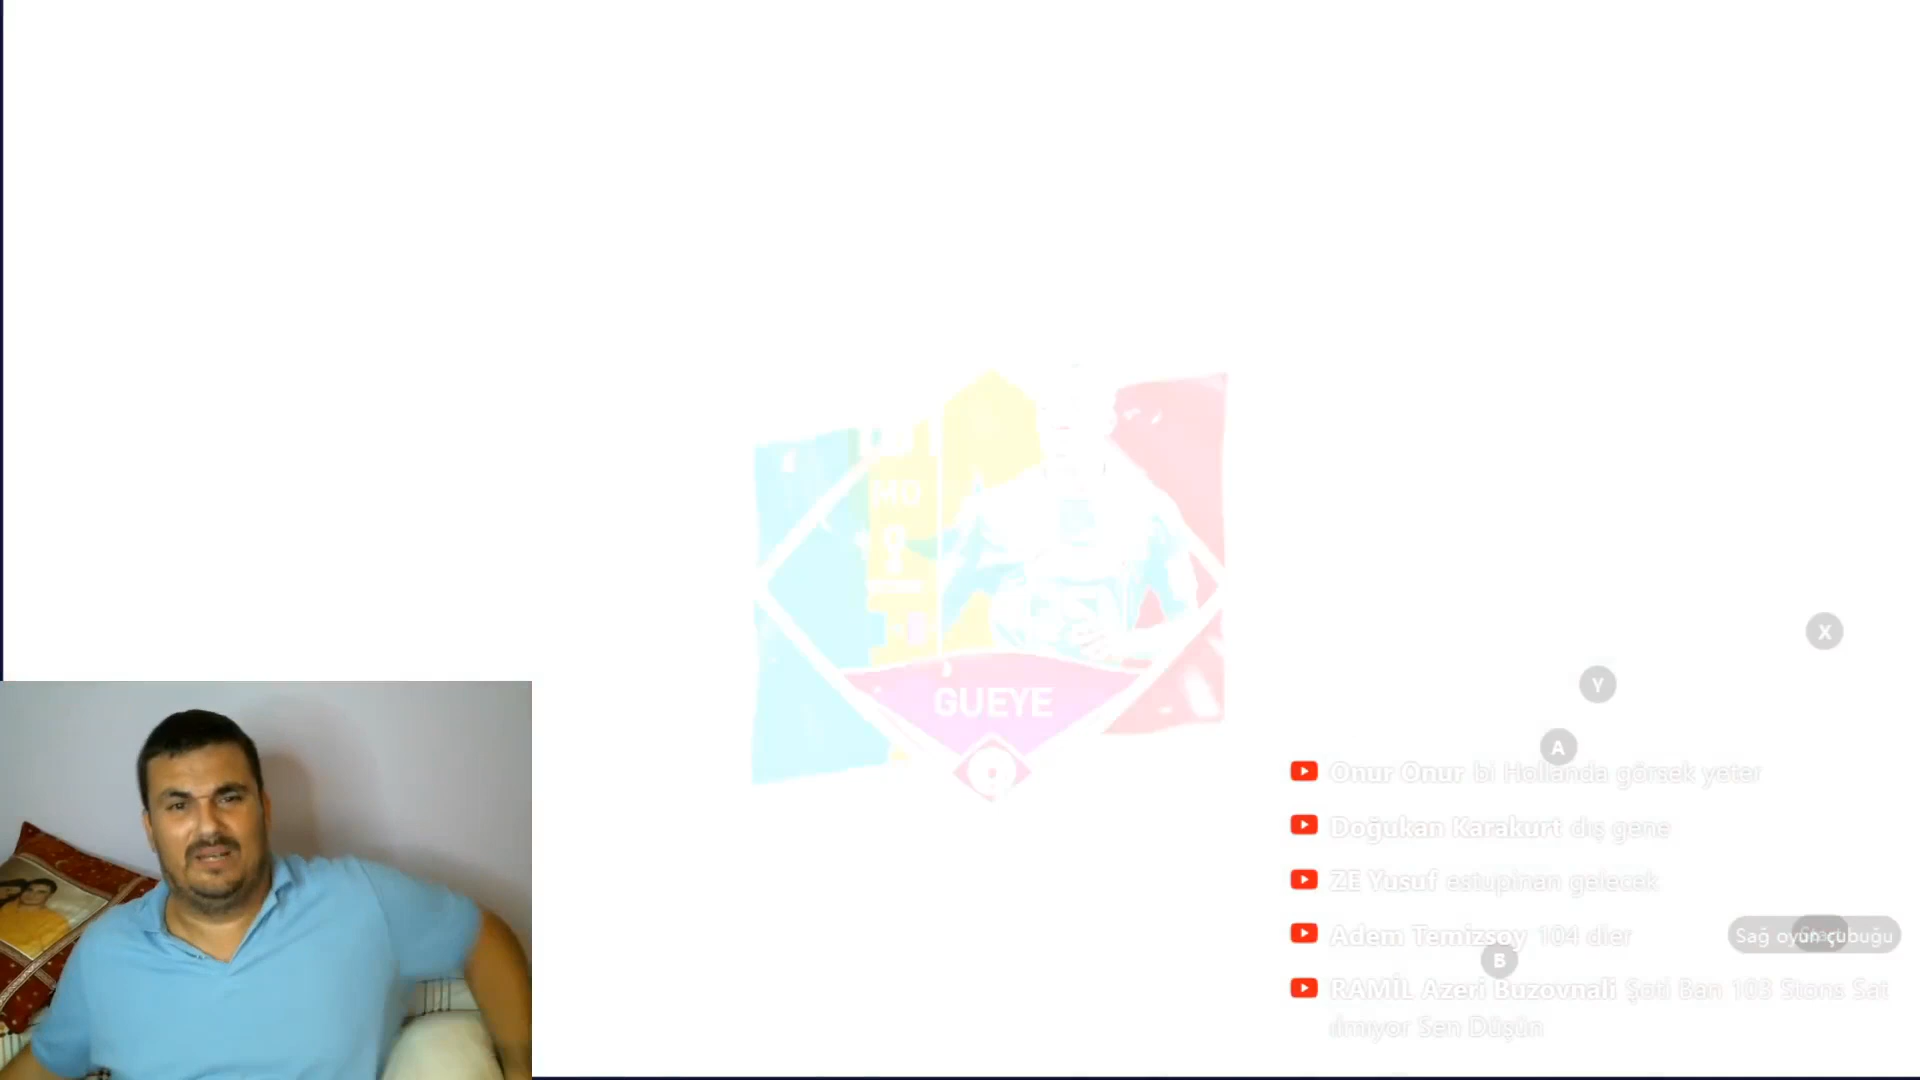 MO
GUEYE
X
Y
A
Onur Onur bi Hollanda görsek yeter
Doğukan Karakurt dış gene
ZE Yusuf estupinan gelecek
Adem Temizsoy 104 dier
Sağ oyun çubuğu
B
RAMİL Azeri Buzovnali Şoti Ban 103 Stons Sat
ılmıyor Sen Düşün